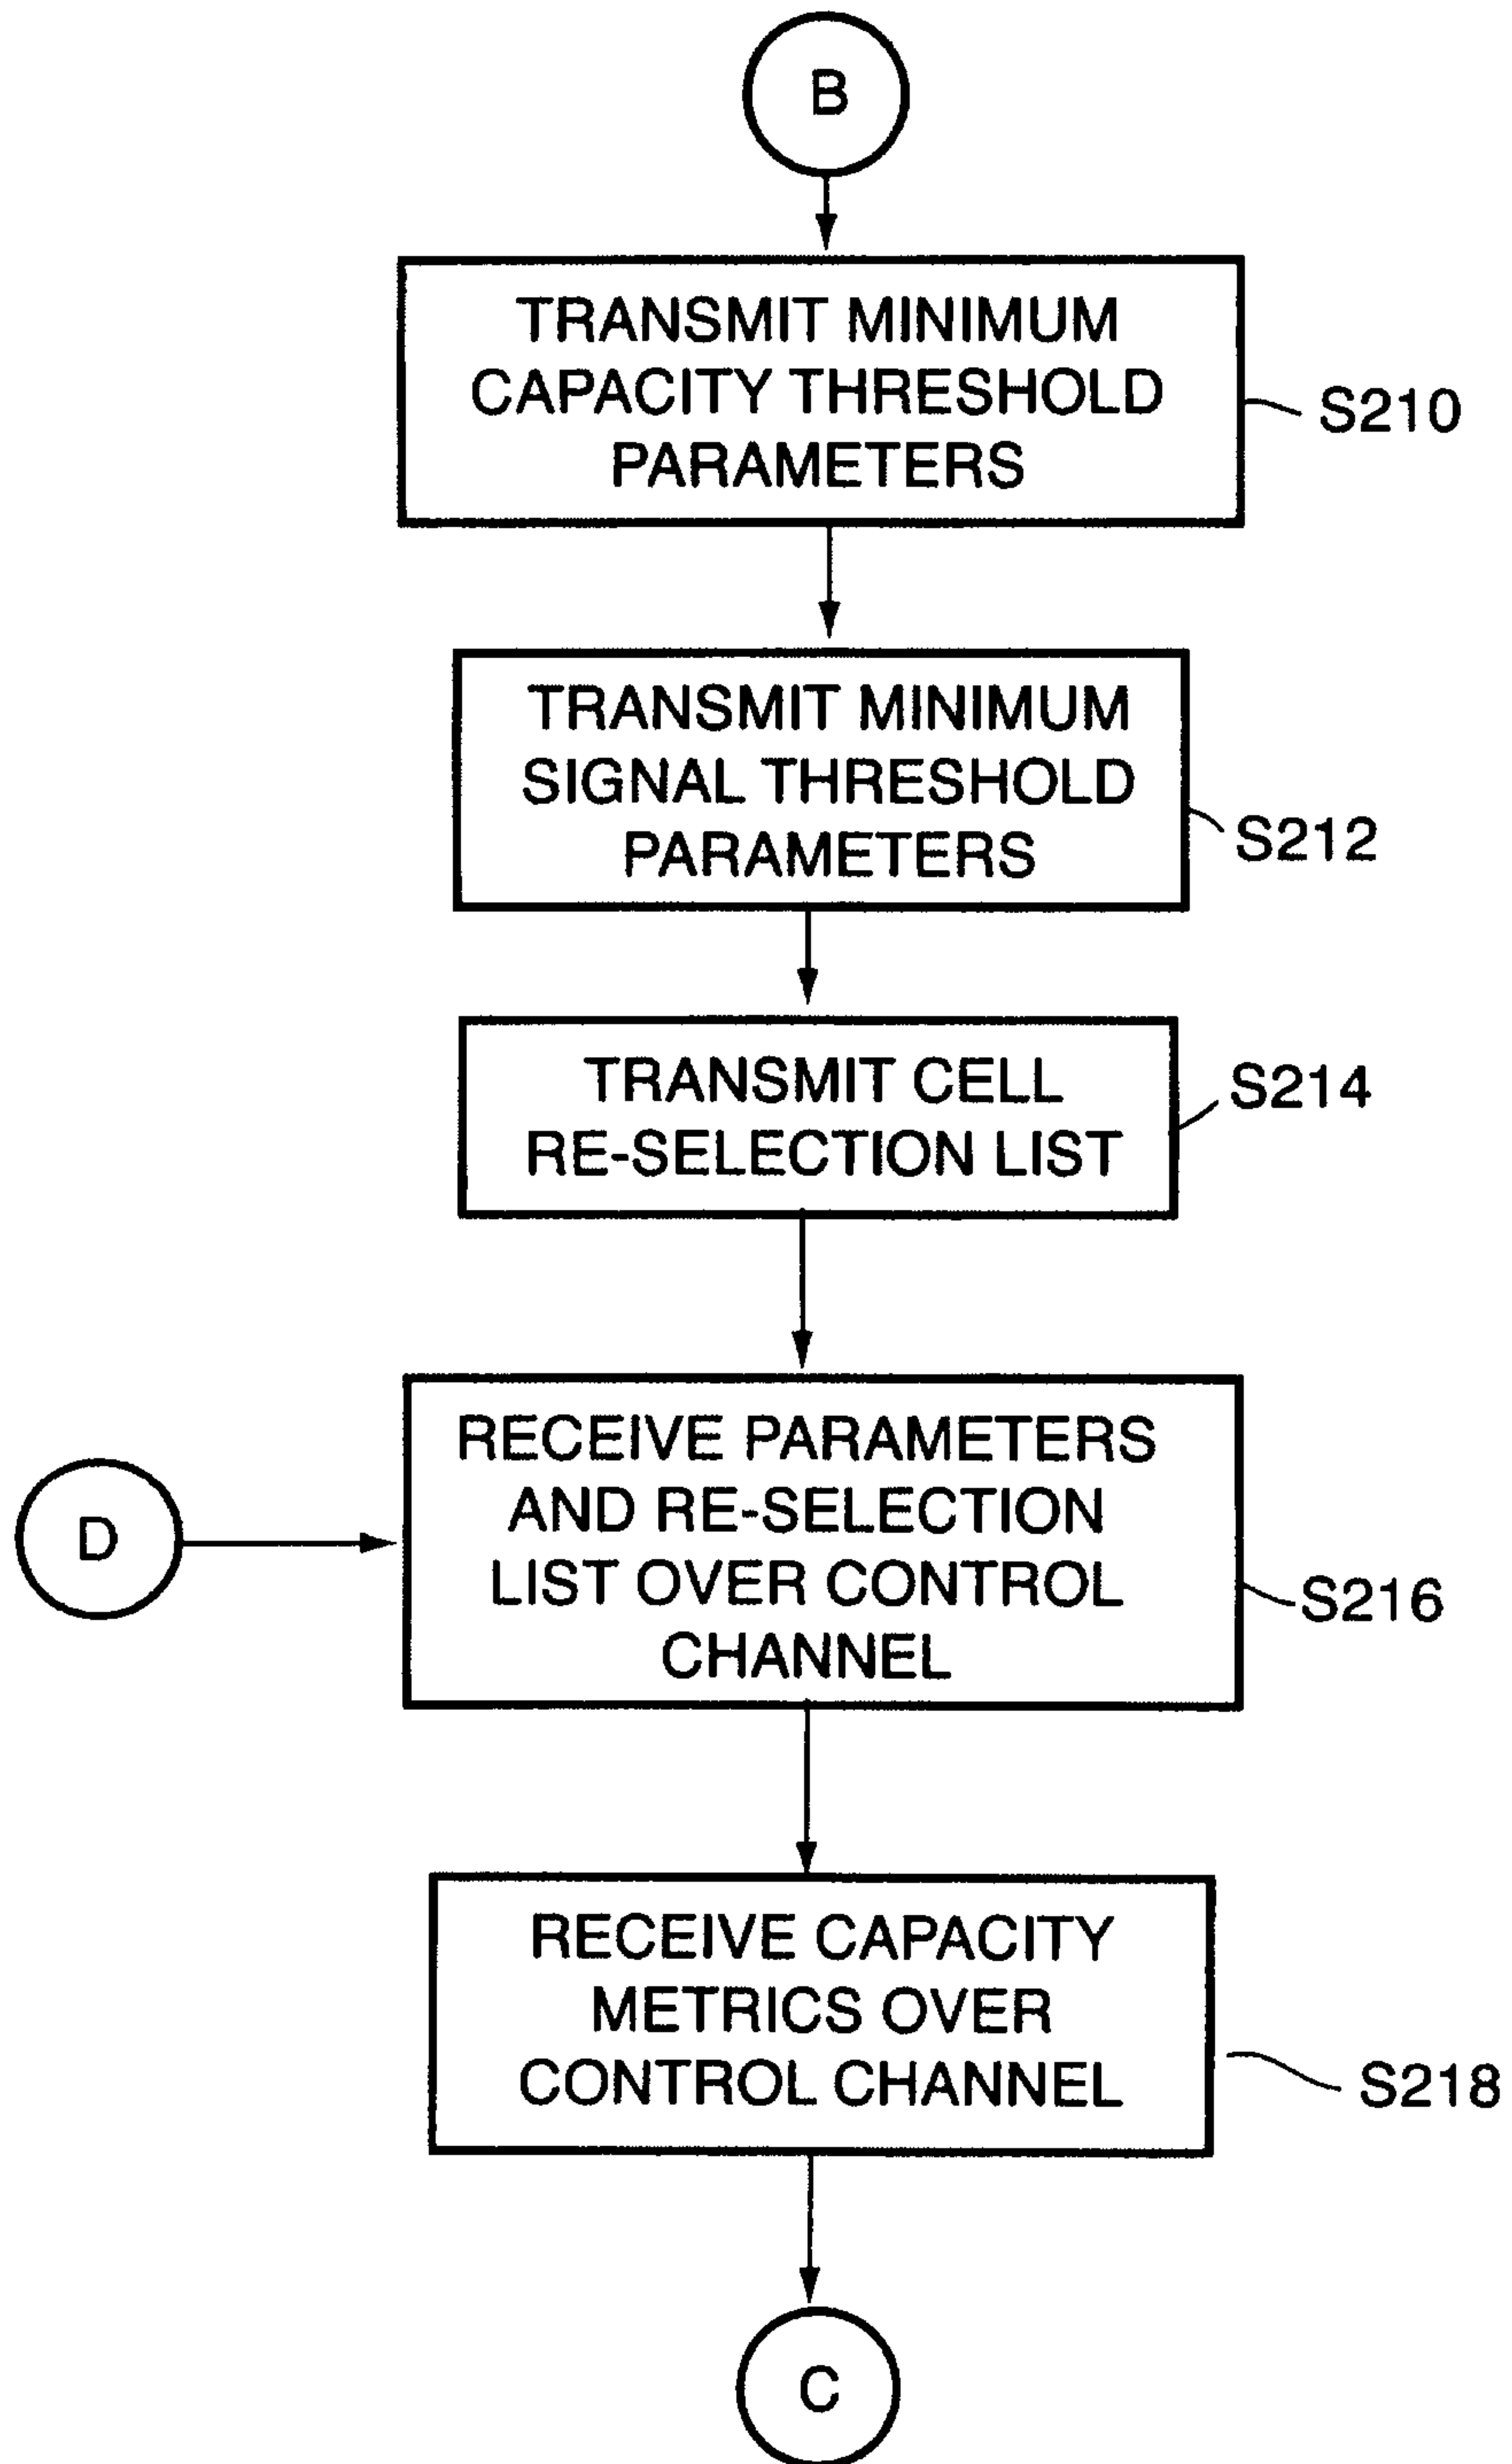 B
TRANSMIT MINIMUM
CAPACITY THRESHOLD
PARAMETERS
S210
TRANSMIT MINIMUM
SIGNAL THRESHOLD
PARAMETERS
S212
TRANSMIT CELL
RE-SELECTION LIST
S214
RECEIVE PARAMETERS
AND RE-SELECTION
LIST OVER CONTROL
CHANNEL
D
S216
RECEIVE CAPACITY
METRICS OVER
CONTROL CHANNEL
S218
C